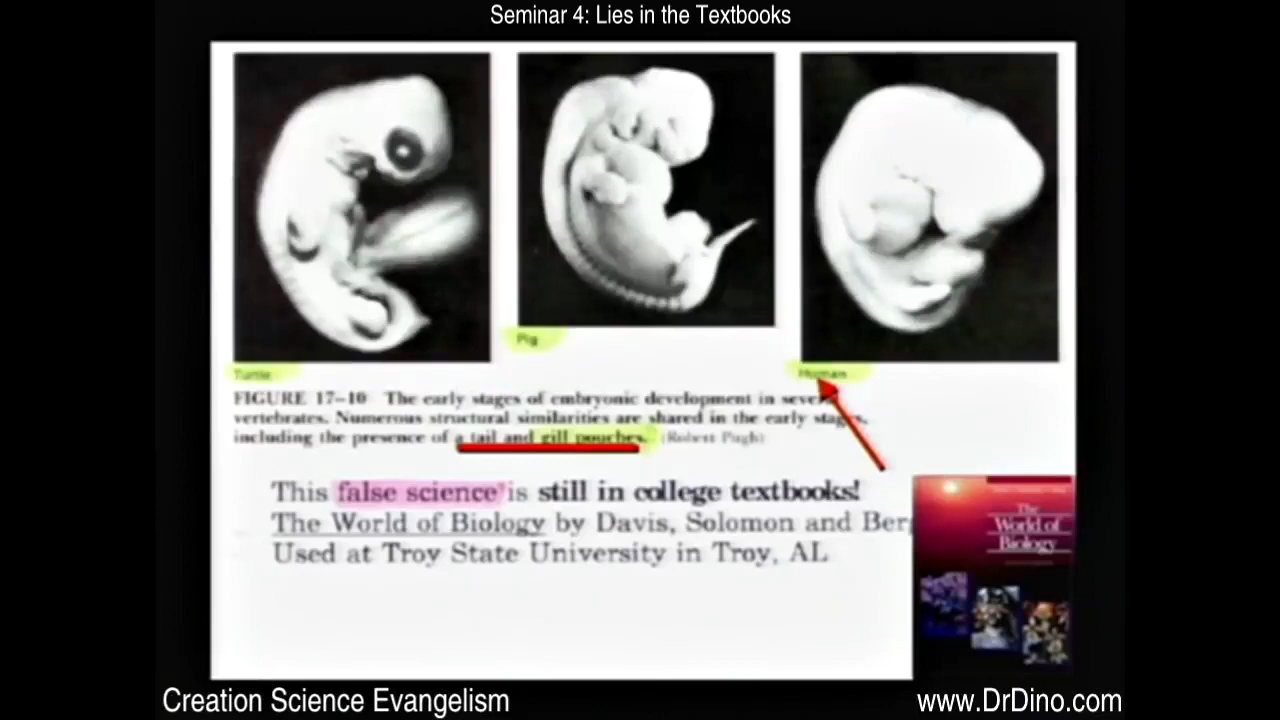 Seminar 4: Lies in the Textbooks
Turtle
Pig
Human
FIGURE 17–10 The early stages of embryonic development in several
vertebrates. Numerous structural similarities are shared in the early stages,
including the presence of a tail and gill pouches. (Robert Pugh)
This false science is still in college textbooks!
The World of Biology by Davis, Solomon and Ber
Used at Troy State University in Troy, AL
The
World of
Biology
Creation Science Evangelism
www.DrDino.com